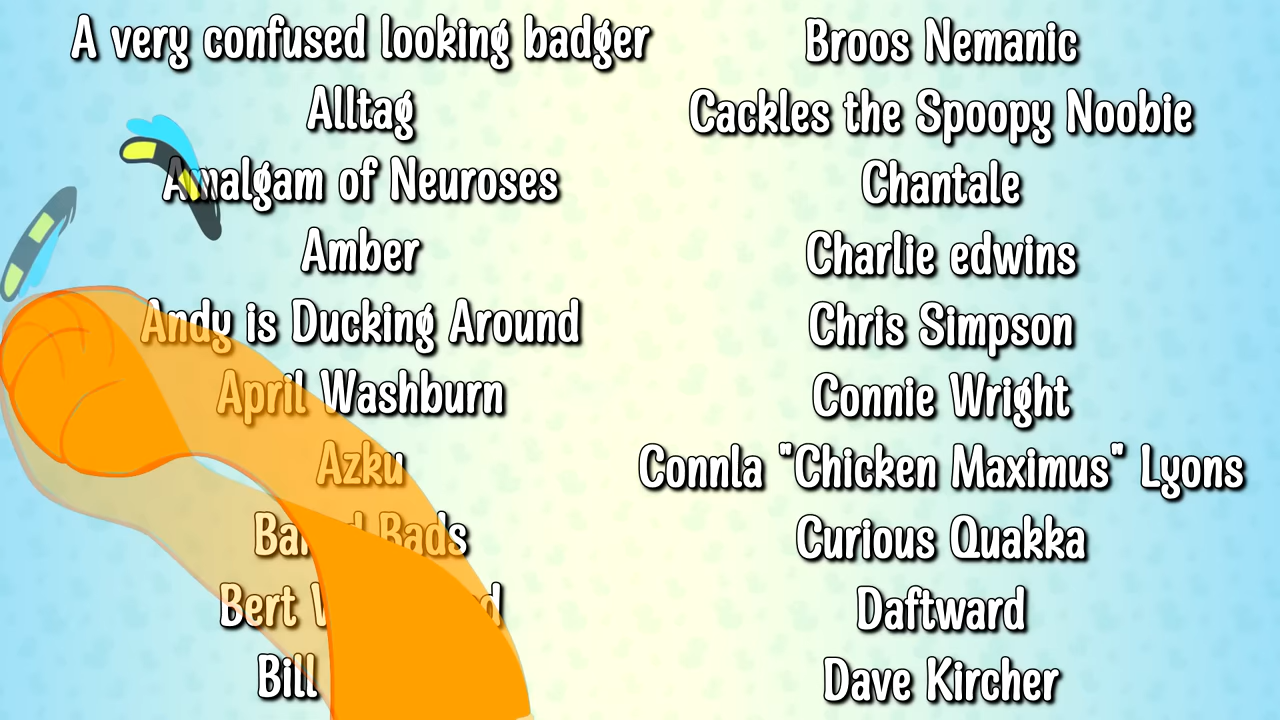 A very confused looking badger
Alltag
Amalgam of Neuroses
Amber
Andy is Ducking Around
April Washburn
Azku
Bads
Bert
Bill
Broos Nemanic
Cackles the Spoopy Noobie
Chantale
Charlie edwins
Chris Simpson
Connie Wright
Connla "Chicken Maximus" Lyons
Curious Quakka
Daftward
Dave Kircher